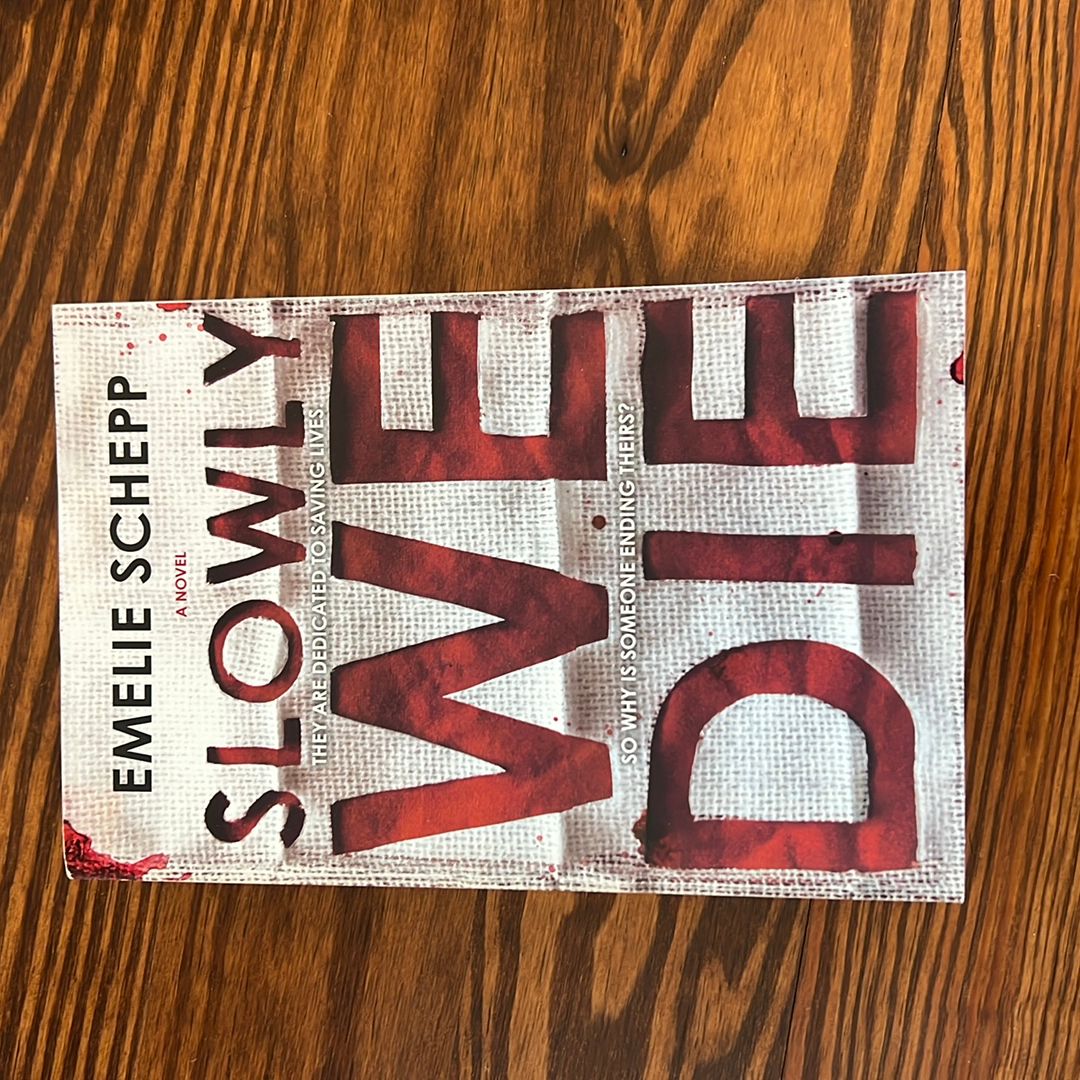 EMELIE SCHEPP
A NOVEL
SLOWLY
THEY ARE DEDICATED TO SAVING LIVES
WE
SO WHY IS SOMEONE ENDING THEIRS?
DIE